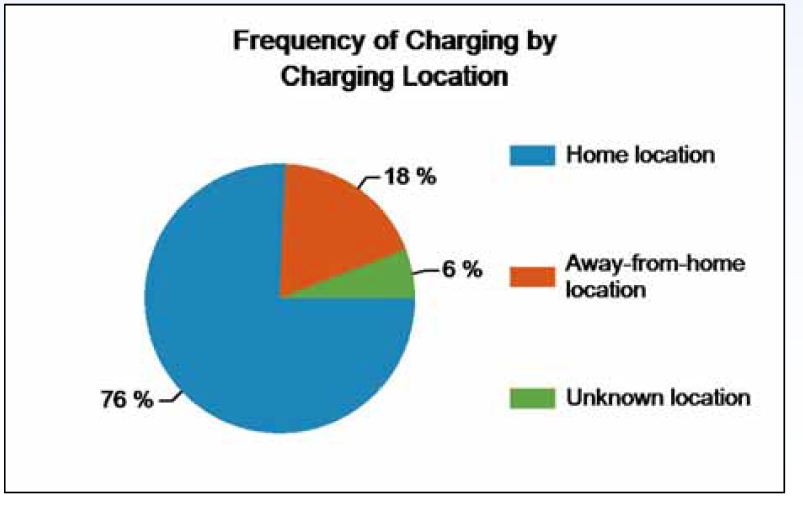 Frequency of Charging by
Charging Location
Home location
18 %
Away-from-home
location
6 %
76 %
Unknown location